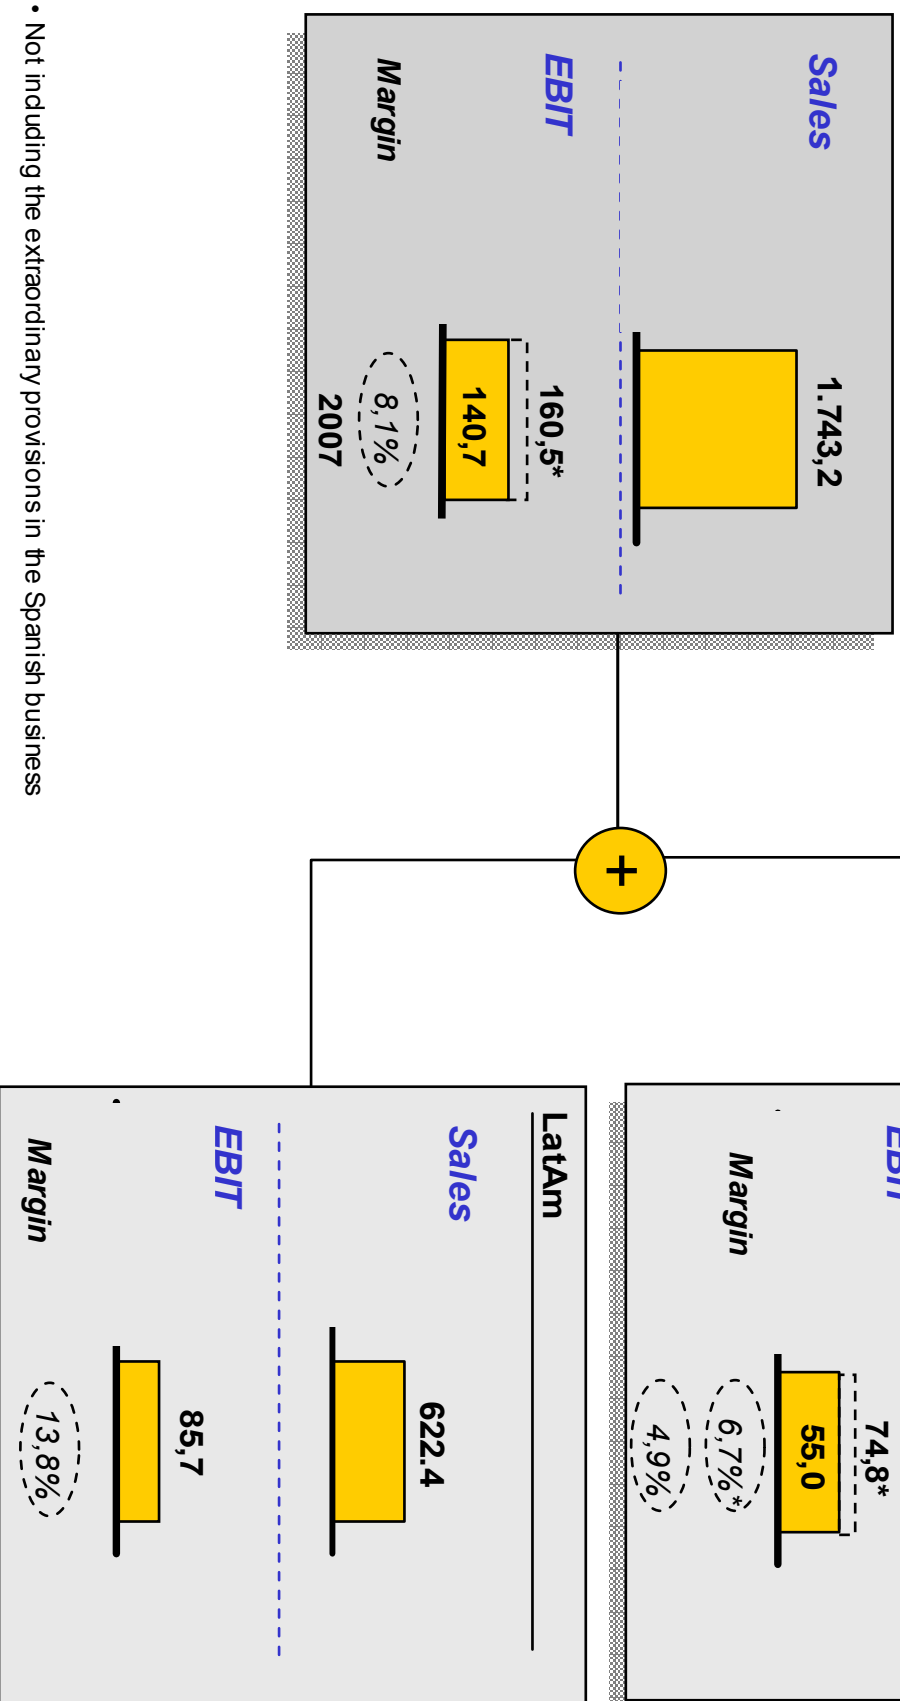 Sales
1.743,2
EBIT
160,5*
140,7
Margin
8,1%
2007
+
74,8*
55,0
Margin
6,7%*
4,9%
LatAm
Sales
622.4
EBIT
85,7
Margin
13,8%
• Not including the extraordinary provisions in the Spanish business